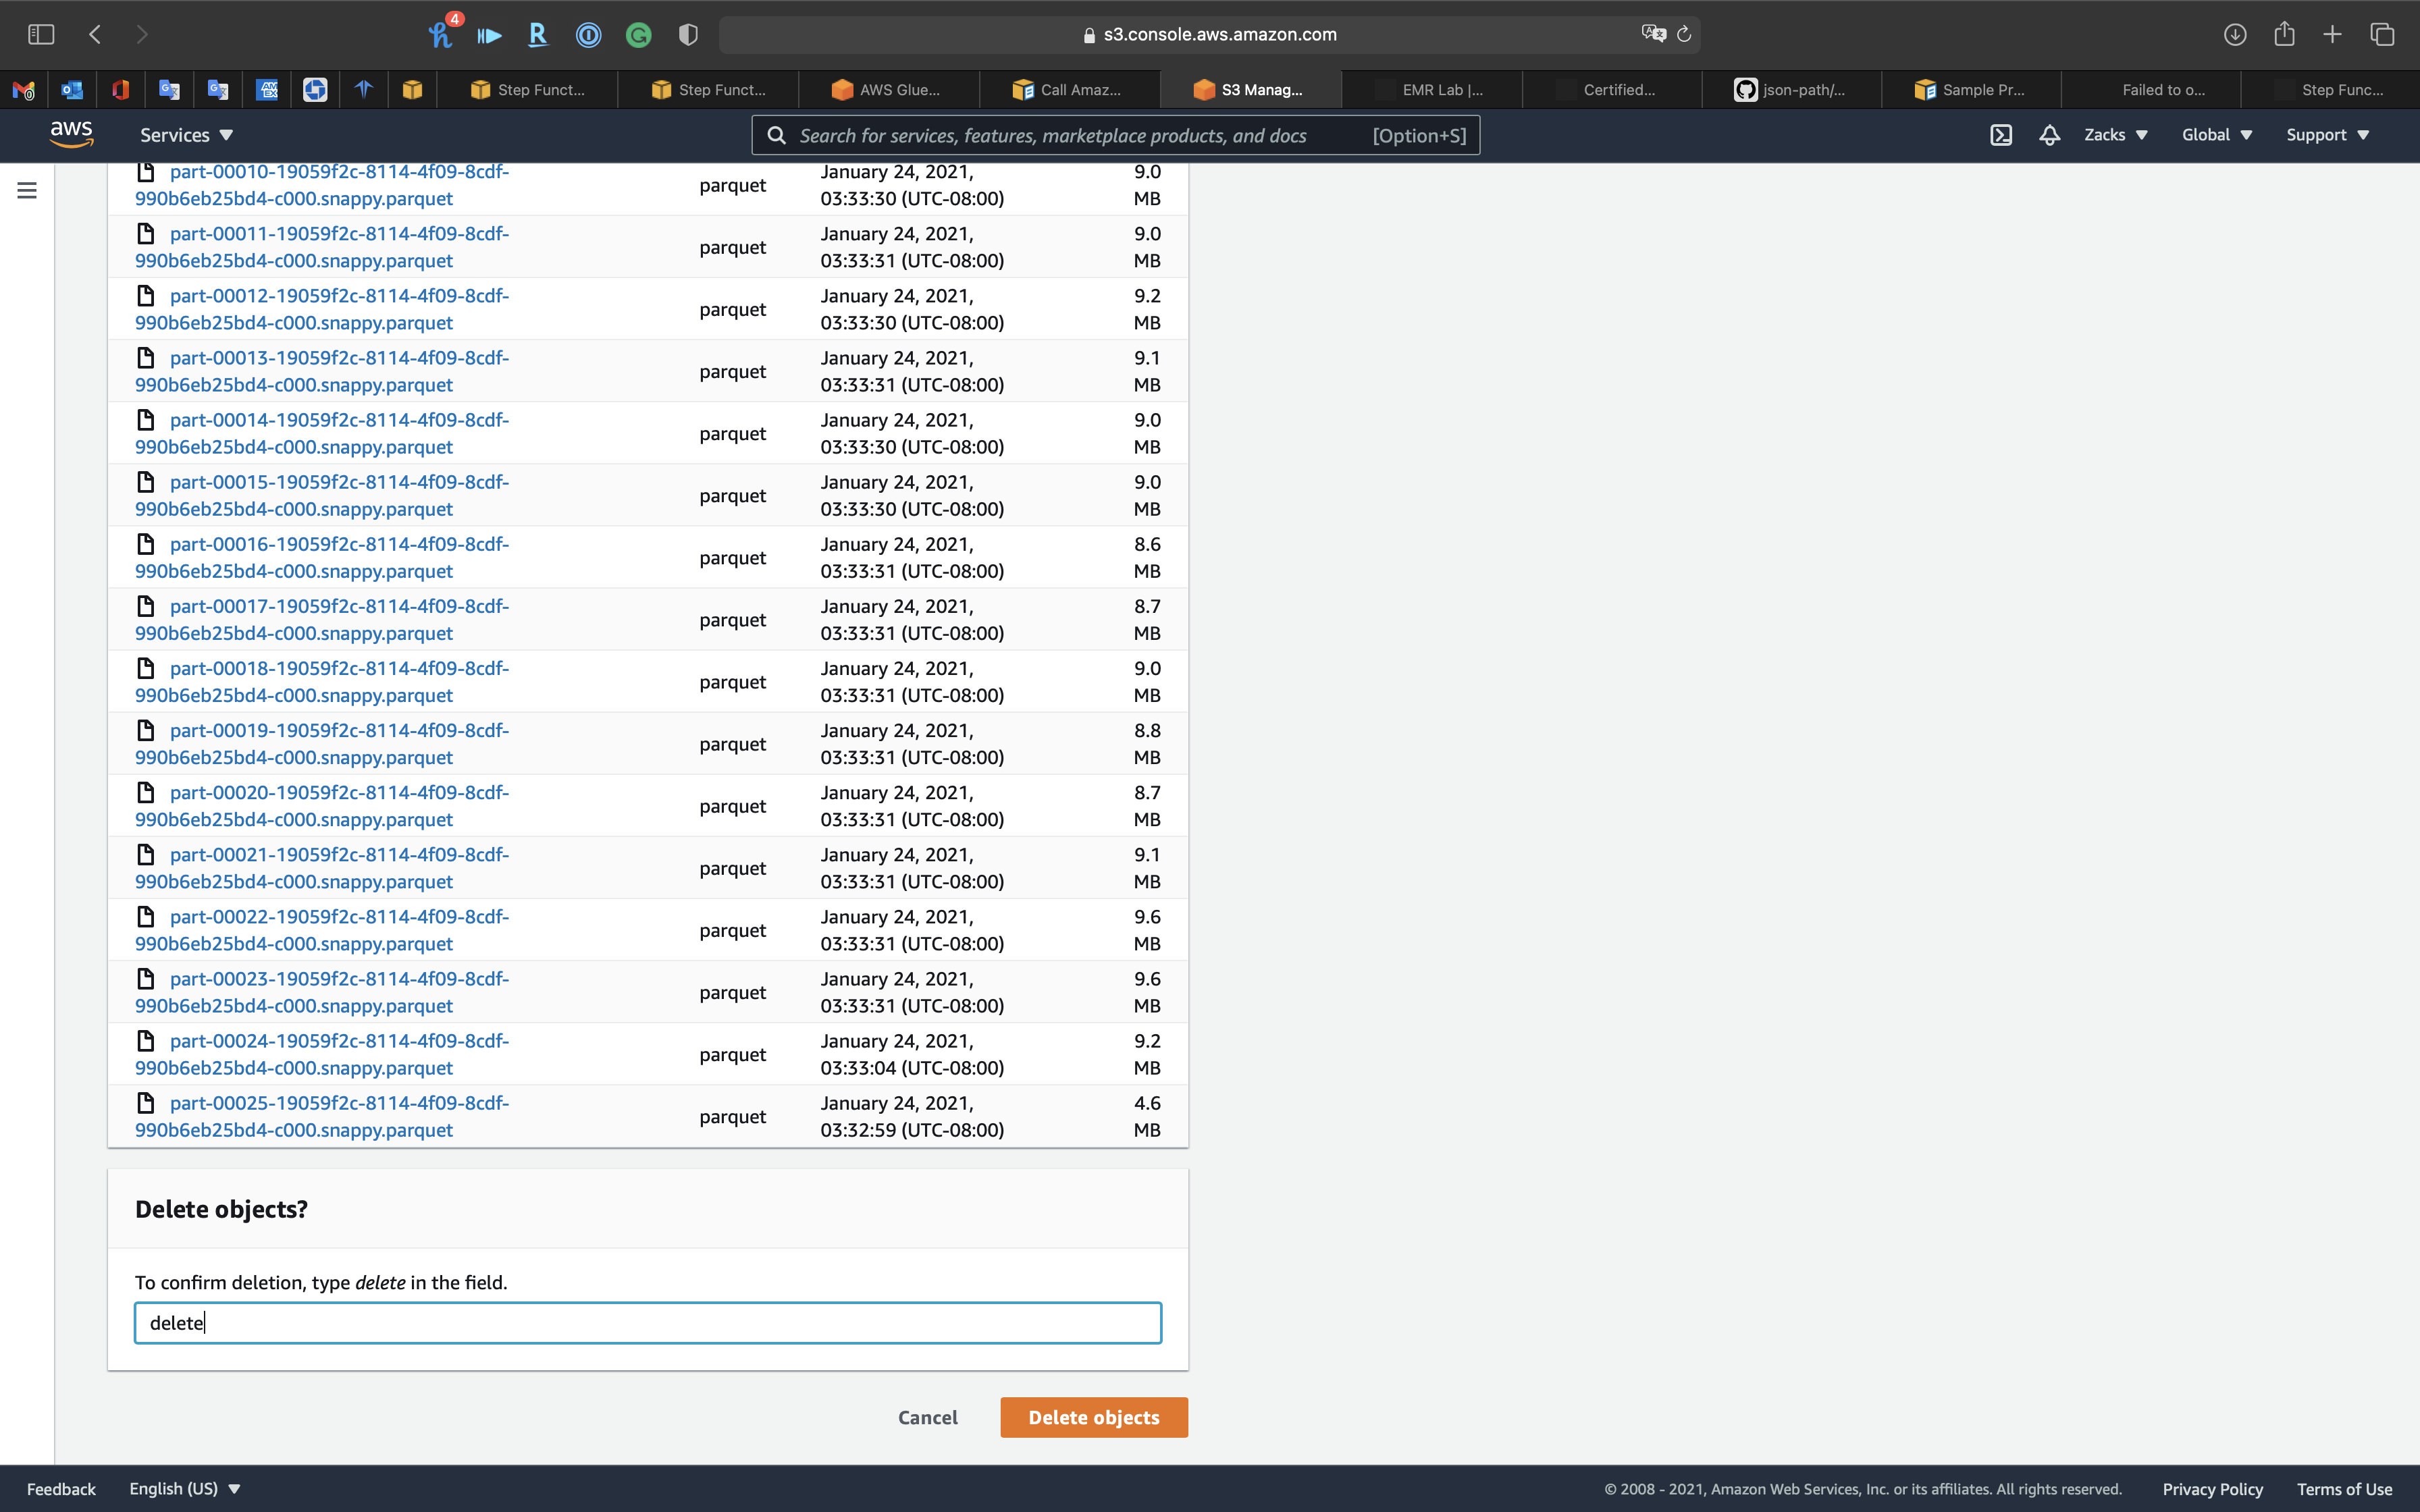 4
s3.console.aws.amazon.com
Step Funct...
Step Funct...
AWS Glue...
Call Amaz...
S3 Manag...
EMR Lab |...
Certified...
json-path/...
Sample Pr...
Failed to o...
Step Func...
aws
Services
Search for services, features, marketplace products, and docs
[Option+S]
Zacks
Global
Support
part-00010-19059f2c-8114-4f09-8cdf-
990b6eb25bd4-c000.snappy.parquet
parquet
January 24, 2021,
03:33:30 (UTC-08:00)
9.0
MB
part-00011-19059f2c-8114-4f09-8cdf-
990b6eb25bd4-c000.snappy.parquet
parquet
January 24, 2021,
03:33:31 (UTC-08:00)
9.0
MB
part-00012-19059f2c-8114-4f09-8cdf-
990b6eb25bd4-c000.snappy.parquet
parquet
January 24, 2021,
03:33:30 (UTC-08:00)
9.2
MB
part-00013-19059f2c-8114-4f09-8cdf-
990b6eb25bd4-c000.snappy.parquet
parquet
January 24, 2021,
03:33:31 (UTC-08:00)
9.1
MB
part-00014-19059f2c-8114-4f09-8cdf-
990b6eb25bd4-c000.snappy.parquet
parquet
January 24, 2021,
03:33:30 (UTC-08:00)
9.0
MB
part-00015-19059f2c-8114-4f09-8cdf-
990b6eb25bd4-c000.snappy.parquet
parquet
January 24, 2021,
03:33:30 (UTC-08:00)
9.0
MB
part-00016-19059f2c-8114-4f09-8cdf-
990b6eb25bd4-c000.snappy.parquet
parquet
January 24, 2021,
03:33:31 (UTC-08:00)
8.6
MB
part-00017-19059f2c-8114-4f09-8cdf-
990b6eb25bd4-c000.snappy.parquet
parquet
January 24, 2021,
03:33:31 (UTC-08:00)
8.7
MB
part-00018-19059f2c-8114-4f09-8cdf-
990b6eb25bd4-c000.snappy.parquet
parquet
January 24, 2021,
03:33:31 (UTC-08:00)
9.0
MB
part-00019-19059f2c-8114-4f09-8cdf-
990b6eb25bd4-c000.snappy.parquet
parquet
January 24, 2021,
03:33:31 (UTC-08:00)
8.8
MB
part-00020-19059f2c-8114-4f09-8cdf-
990b6eb25bd4-c000.snappy.parquet
parquet
January 24, 2021,
03:33:31 (UTC-08:00)
8.7
MB
part-00021-19059f2c-8114-4f09-8cdf-
990b6eb25bd4-c000.snappy.parquet
parquet
January 24, 2021,
03:33:31 (UTC-08:00)
9.1
MB
part-00022-19059f2c-8114-4f09-8cdf-
990b6eb25bd4-c000.snappy.parquet
parquet
January 24, 2021,
03:33:31 (UTC-08:00)
9.6
MB
part-00023-19059f2c-8114-4f09-8cdf-
990b6eb25bd4-c000.snappy.parquet
parquet
January 24, 2021,
03:33:31 (UTC-08:00)
9.6
MB
part-00024-19059f2c-8114-4f09-8cdf-
990b6eb25bd4-c000.snappy.parquet
parquet
January 24, 2021,
03:33:04 (UTC-08:00)
9.2
MB
part-00025-19059f2c-8114-4f09-8cdf-
990b6eb25bd4-c000.snappy.parquet
parquet
January 24, 2021,
03:32:59 (UTC-08:00)
4.6
MB
Delete objects?
To confirm deletion, type delete in the field.
delete
Cancel
Delete objects
Feedback
English (US)
© 2008 - 2021, Amazon Web Services, Inc. or its affiliates. All rights reserved.
Privacy Policy
Terms of Use